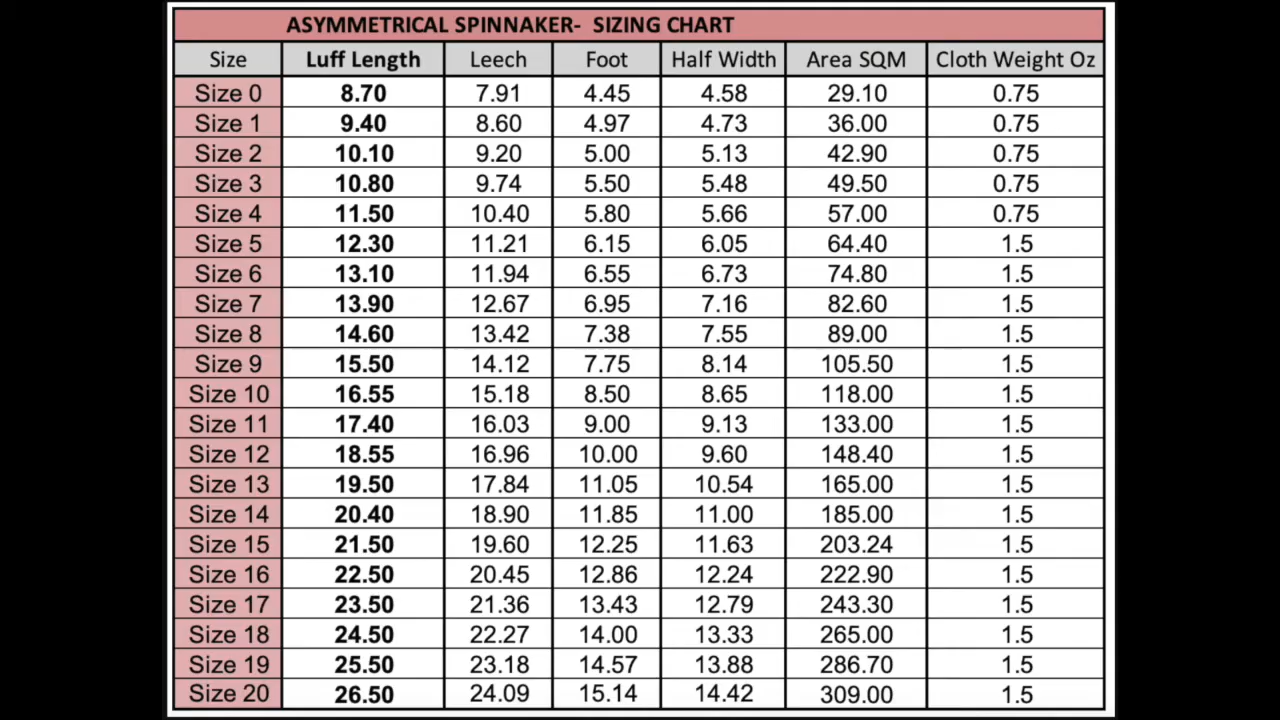 ASYMMETRICAL SPINNAKER- SIZING CHART
Size Luff Length Leech Foot Half Width Area SQM Cloth Weight Oz
Size 0 8.70 7.91 4.45 4.58 29.10 0.75
Size 1 9.40 8.60 4.97 4.73 36.00 0.75
Size 2 10.10 9.20 5.00 5.13 42.90 0.75
Size 3 10.80 9.74 5.50 5.48 49.50 0.75
Size 4 11.50 10.40 5.80 5.66 57.00 0.75
Size 5 12.30 11.21 6.15 6.05 64.40 1.5
Size 6 13.10 11.94 6.55 6.73 74.80 1.5
Size 7 13.90 12.67 6.95 7.16 82.60 1.5
Size 8 14.60 13.42 7.38 7.55 89.00 1.5
Size 9 15.50 14.12 7.75 8.14 105.50 1.5
Size 10 16.55 15.18 8.50 8.65 118.00 1.5
Size 11 17.40 16.03 9.00 9.13 133.00 1.5
Size 12 18.55 16.96 10.00 9.60 148.40 1.5
Size 13 19.50 17.84 11.05 10.54 165.00 1.5
Size 14 20.40 18.90 11.85 11.00 185.00 1.5
Size 15 21.50 19.60 12.25 11.63 203.24 1.5
Size 16 22.50 20.45 12.86 12.24 222.90 1.5
Size 17 23.50 21.36 13.43 12.79 243.30 1.5
Size 18 24.50 22.27 14.00 13.33 265.00 1.5
Size 19 25.50 23.18 14.57 13.88 286.70 1.5
Size 20 26.50 24.09 15.14 14.42 309.00 1.5